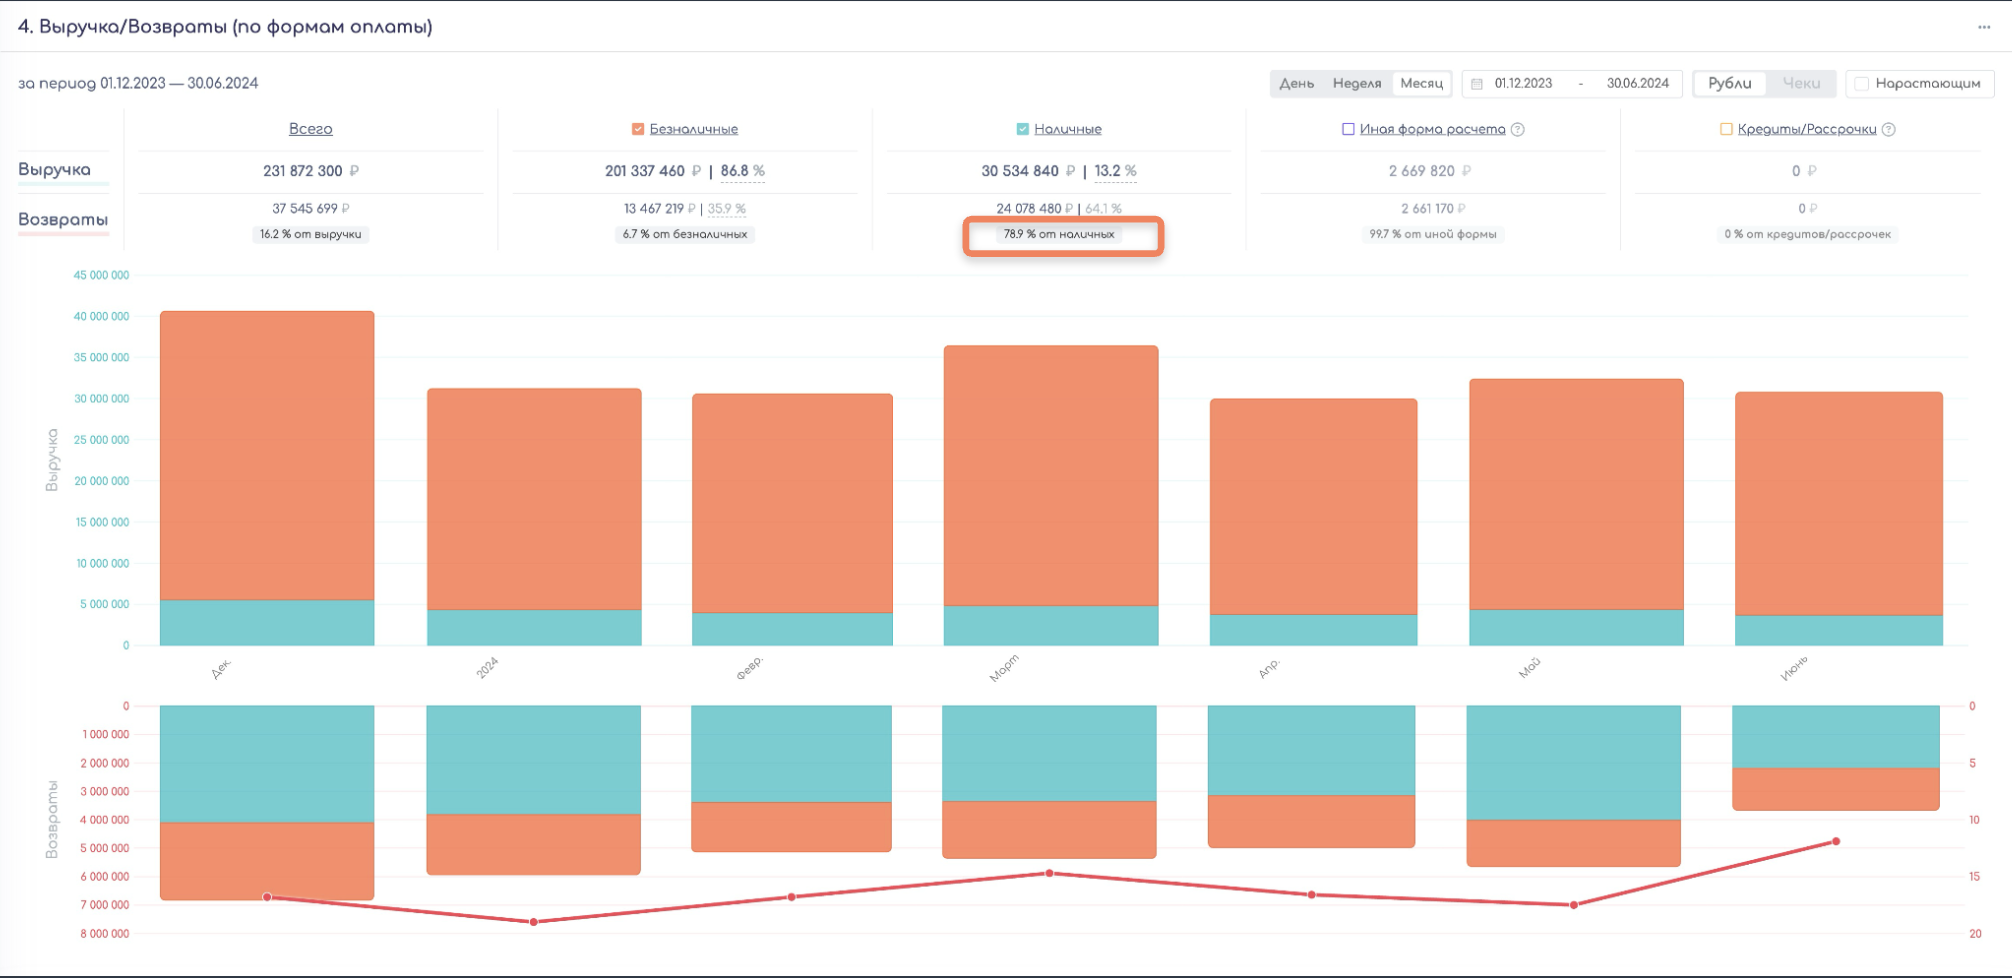 4. Выручка/Возвраты (по формам оплаты)
за период 01.12.2023 — 30.06.2024
День Неделя Месяц 01.12.2023 - 30.06.2024 Рубли Чеки Нарастающим
Всего Безналичные Наличные Иная форма расчета ? Кредиты/Рассрочки ?
Выручка 231 872 300 ₽ 201 337 460 ₽ | 86.8 % 30 534 840 ₽ | 13.2 % 2 669 820 ₽ 0 ₽
Возвраты 37 545 699 ₽ 13 467 219 ₽ | 35.9 % 24 078 480 ₽ | 64.1 % 2 661 170 ₽ 0 ₽
16.2 % от выручки 6.7 % от безналичных 78.9 % от наличных 99.7 % от иной формы 0 % от кредитов/рассрочек
Выручка
45 000 000
40 000 000
35 000 000
30 000 000
25 000 000
20 000 000
15 000 000
10 000 000
5 000 000
0
Дек. 2024 Февр. Март Апр. Май Июнь
Возвраты
0 0
1 000 000
2 000 000 5
3 000 000
4 000 000 10
5 000 000
6 000 000 15
7 000 000
8 000 000 20